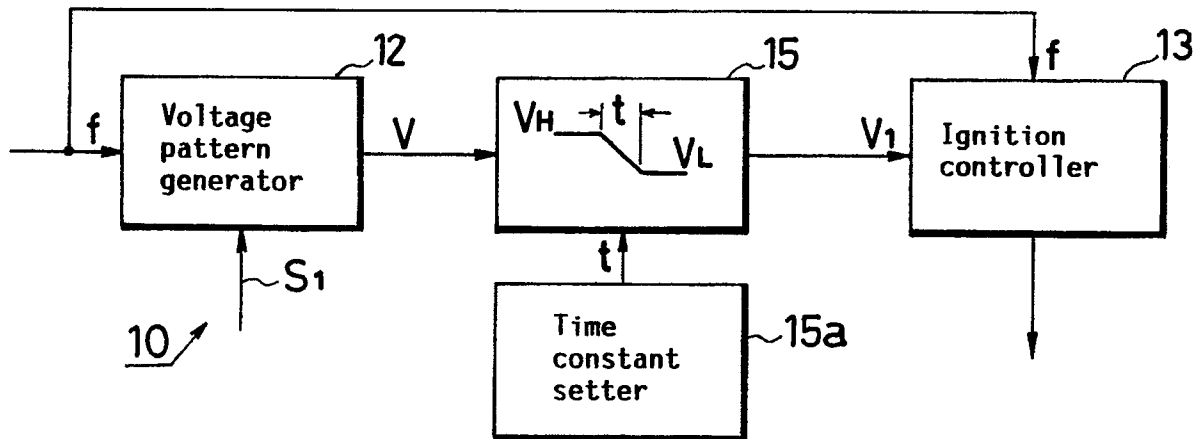 12
15
13
f
Voltage
pattern
generator
f
V
VH
t
VL
V1
Ignition
controller
S1
10
t
Time
constant
setter
15a